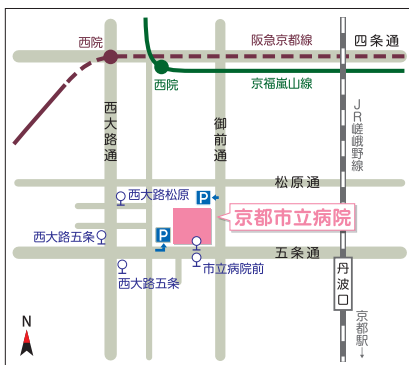 西院
阪急京都線
四条通
西院
京福嵐山線
西大路通
御前通
JR嵯峨野線
松原通
西大路松原
P
京都市立病院
P
西大路五条
五条通
市立病院前
西大路五条
丹波口
N
京都駅→